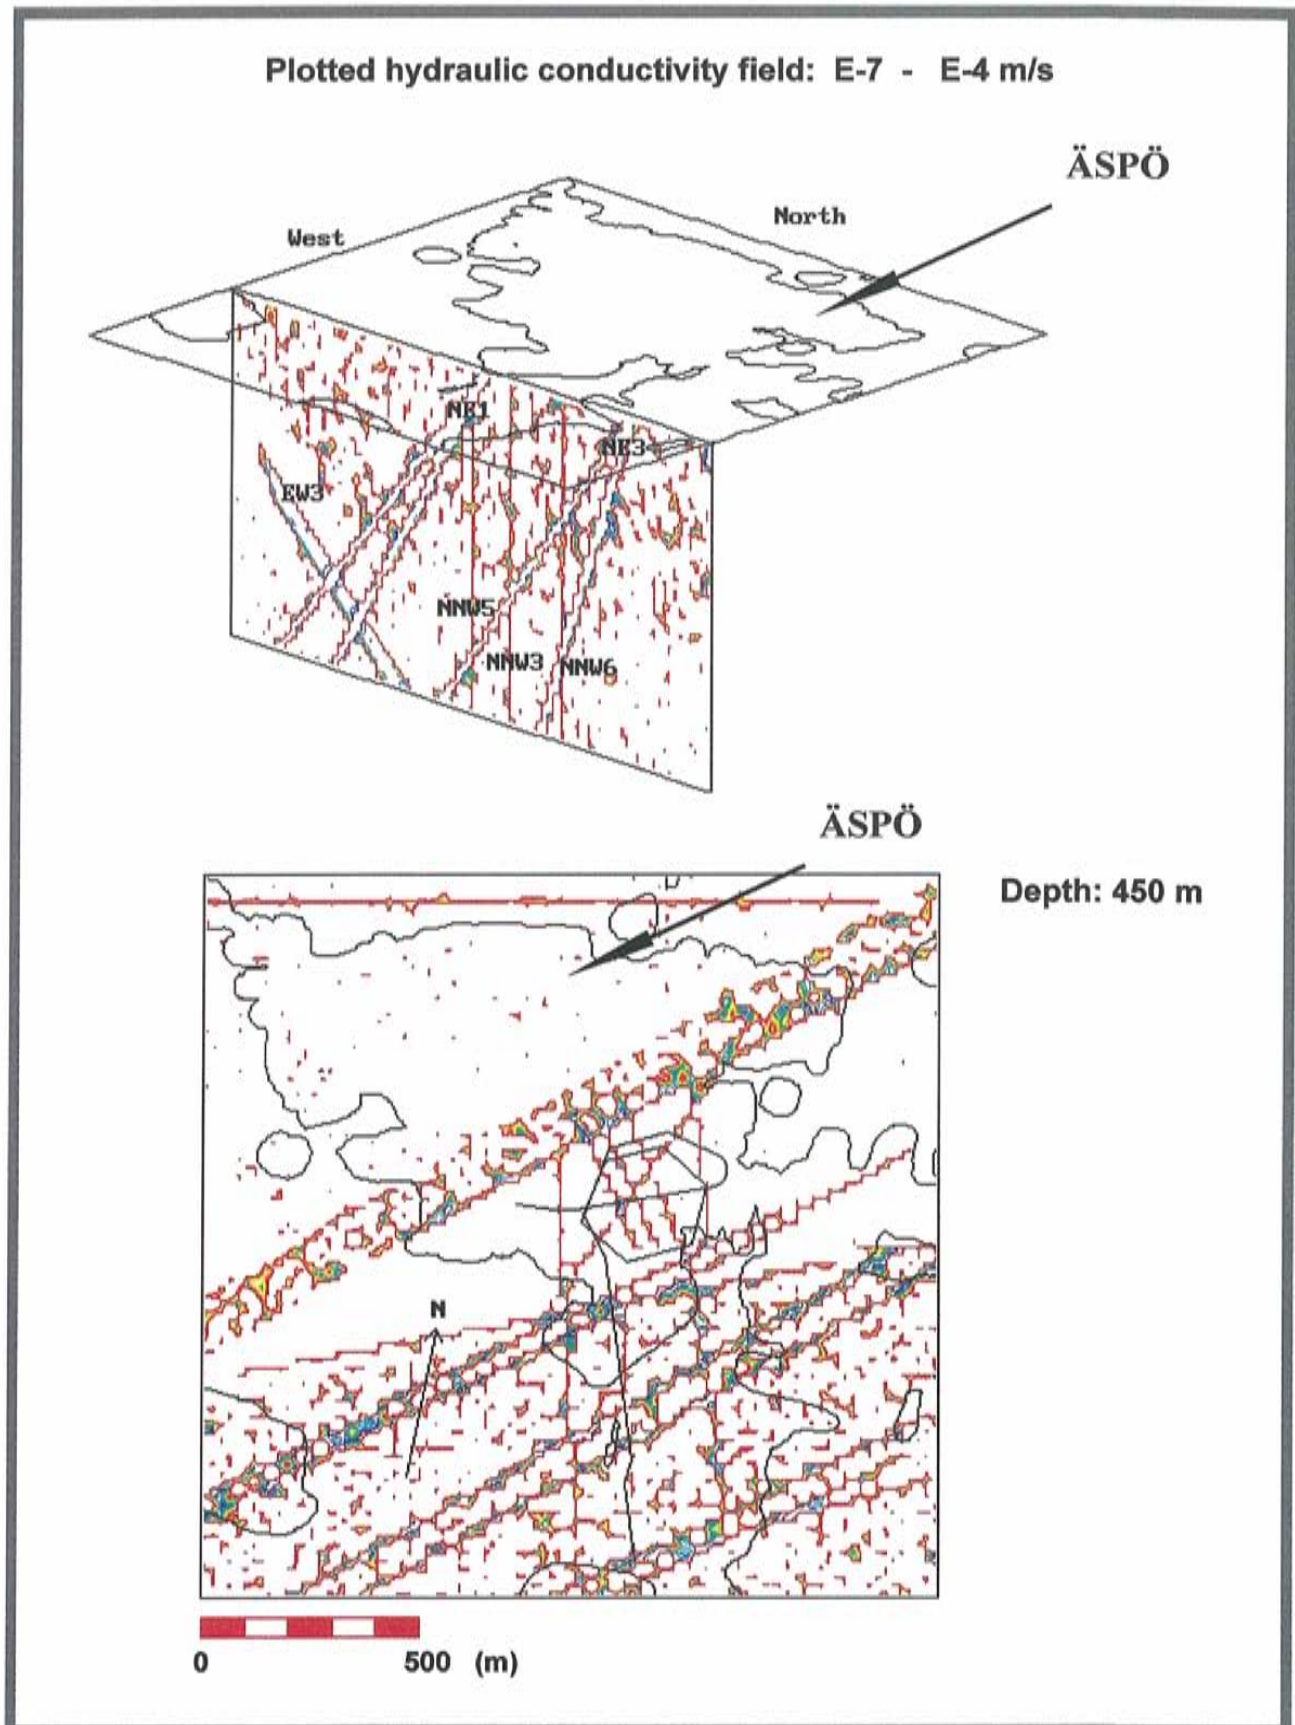 Plotted hydraulic conductivity field: E-7 - E-4 m/s
ÄSPÖ
North
West
NE1
NE3
EW3
NNW5
NNW3
NNW6
ÄSPÖ
Depth: 450 m
N
0 500 (m)